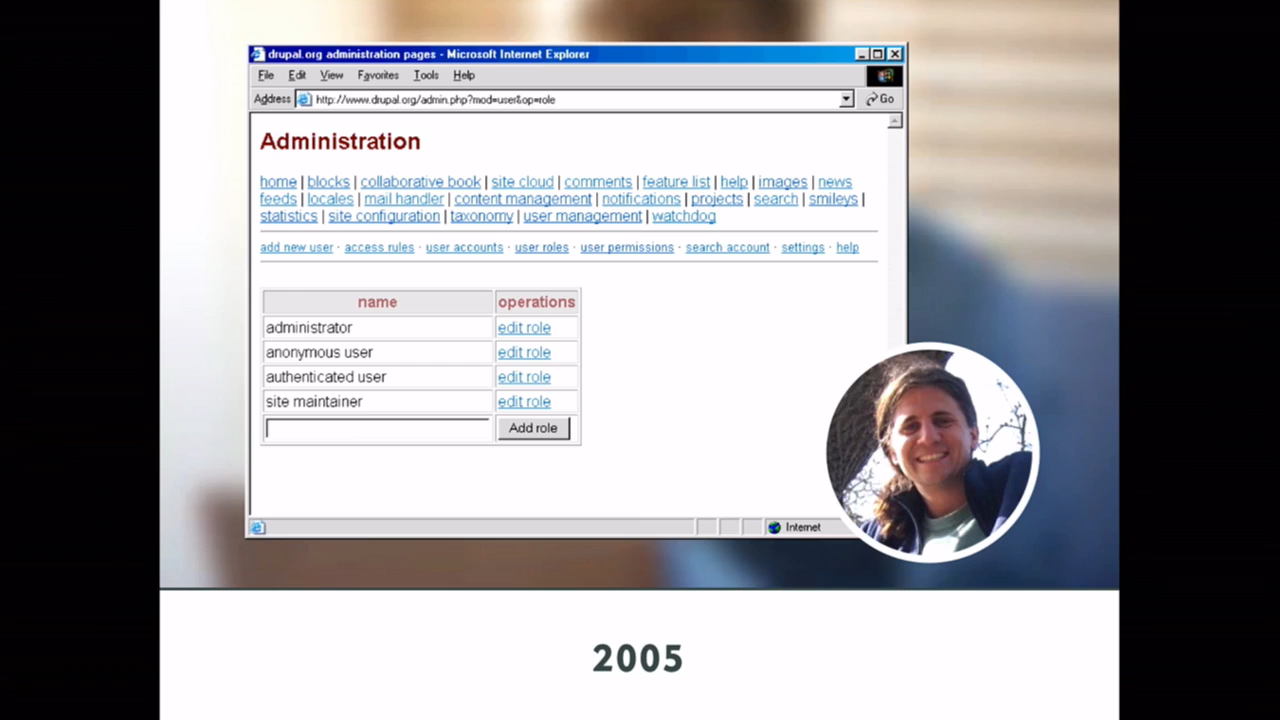 drupal.org administration pages - Microsoft Internet Explorer
File Edit View Favorites Tools Help
Address http://www.drupal.org/admin.php?mod=user&op=role Go
Administration
home | blocks | collaborative book | site cloud | comments | feature list | help | images | news
feeds | locales | mail handler | content management | notifications | projects | search | smileys |
statistics | site configuration | taxonomy | user management | watchdog
add new user · access rules · user accounts · user roles · user permissions · search account · settings · help
name operations
administrator edit role
anonymous user edit role
authenticated user edit role
site maintainer edit role
Add role
Internet
2005